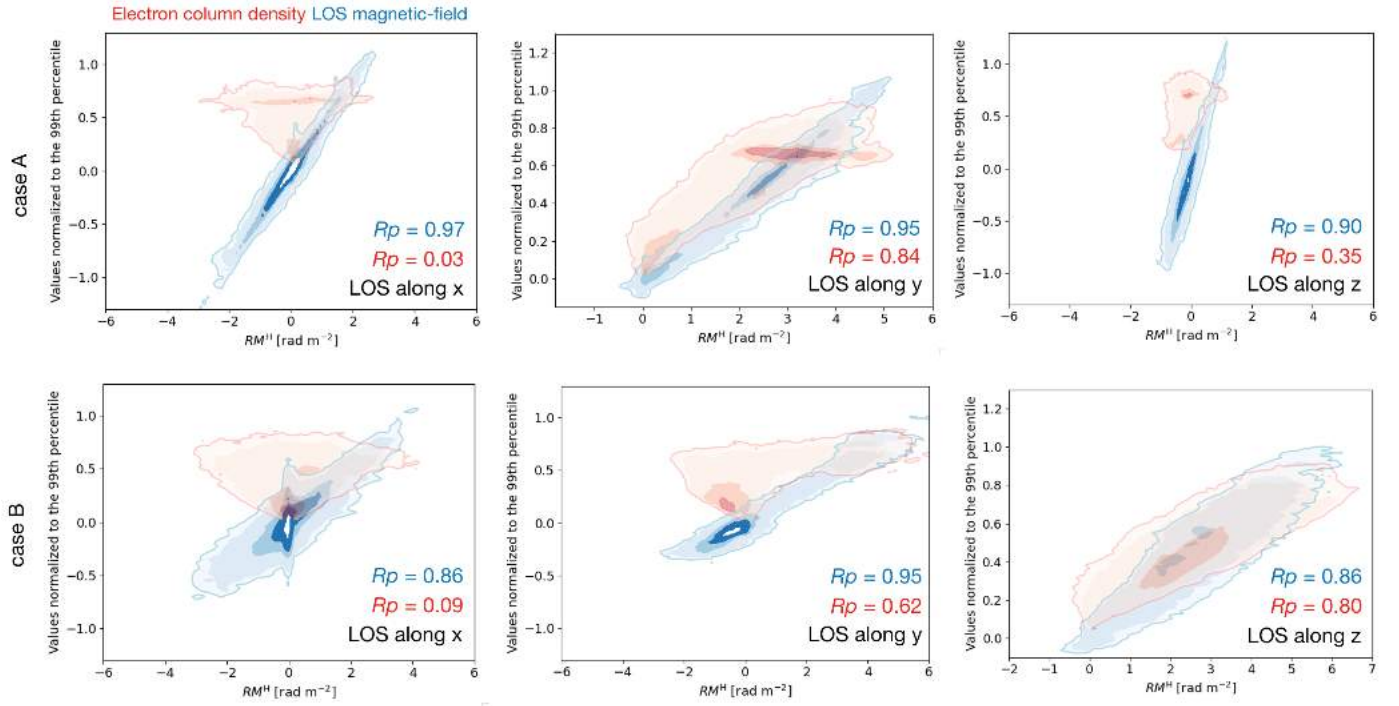 Electron column density LOS magnetic-field
case A
Values normalized to the 99th percentile
1.0
0.5
0.0
−0.5
−1.0
Rp = 0.97
Rp = 0.03
LOS along x
−6 −4 −2 0 2 4 6
RM^H [rad m⁻²]
Values normalized to the 99th percentile
1.2
1.0
0.8
0.6
0.4
0.2
0.0
Rp = 0.95
Rp = 0.84
LOS along y
−1 0 1 2 3 4 5 6
RM^H [rad m⁻²]
Values normalized to the 99th percentile
1.0
0.5
0.0
−0.5
−1.0
Rp = 0.90
Rp = 0.35
LOS along z
−6 −4 −2 0 2 4 6
RM^H [rad m⁻²]
case B
Values normalized to the 99th percentile
1.0
0.5
0.0
−0.5
−1.0
Rp = 0.86
Rp = 0.09
LOS along x
−6 −4 −2 0 2 4 6
RM^H [rad m⁻²]
Values normalized to the 99th percentile
1.0
0.5
0.0
−0.5
−1.0
Rp = 0.95
Rp = 0.62
LOS along y
−6 −4 −2 0 2 4 6
RM^H [rad m⁻²]
Values normalized to the 99th percentile
1.2
1.0
0.8
0.6
0.4
0.2
0.0
Rp = 0.86
Rp = 0.80
LOS along z
−2 −1 0 1 2 3 4 5 6 7
RM^H [rad m⁻²]